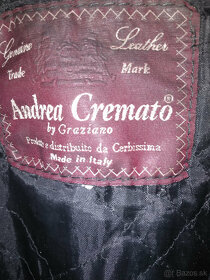 Genuine Leather
Trade Mark
Andrea Cremato®
by Graziano
Prodotto e distribuito da Cerbissima
Made in Italy
© Bazos.sk